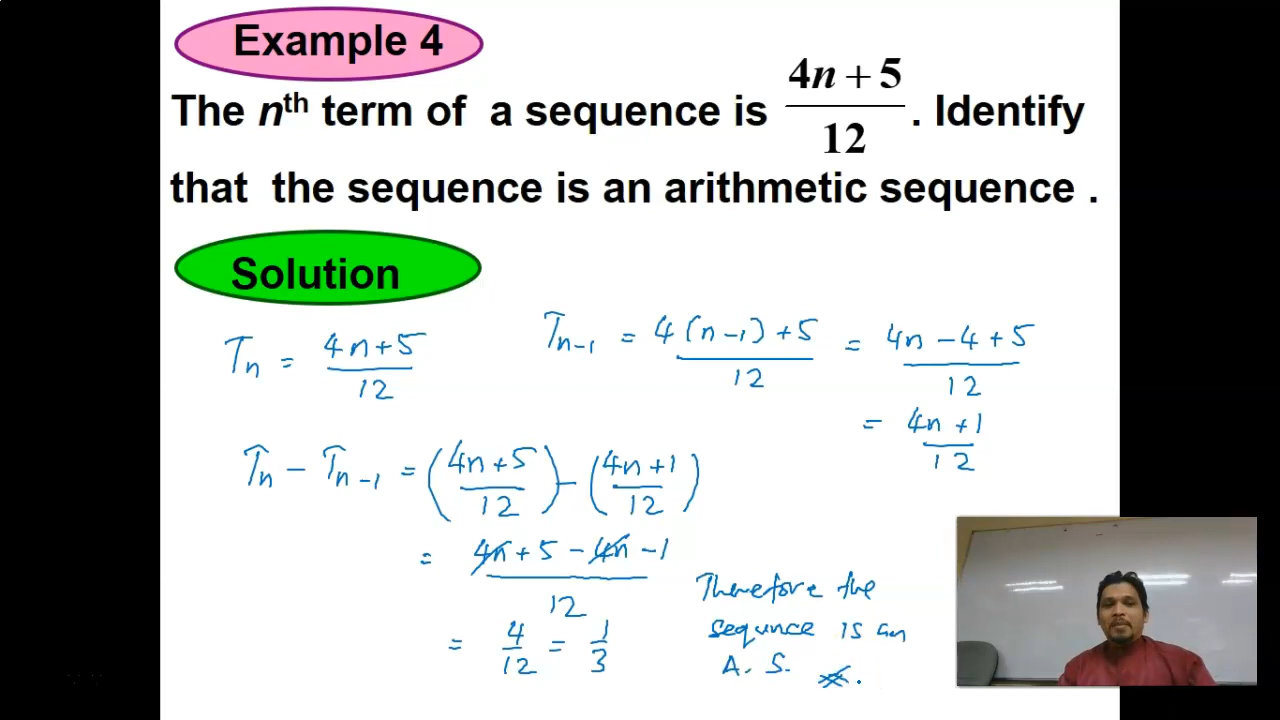 Example 4
The nth term of a sequence is (4n + 5)/12 . Identify
that the sequence is an arithmetic sequence .
Solution
Tn = (4n+5)/12
Tn-1 = (4(n-1)+5)/12 = (4n-4+5)/12
= (4n+1)/12
Tn - Tn-1 = ((4n+5)/12) - ((4n+1)/12)
= (4n+5-4n-1)/12
= 4/12 = 1/3
Therefore the
sequnce is an
A. S.